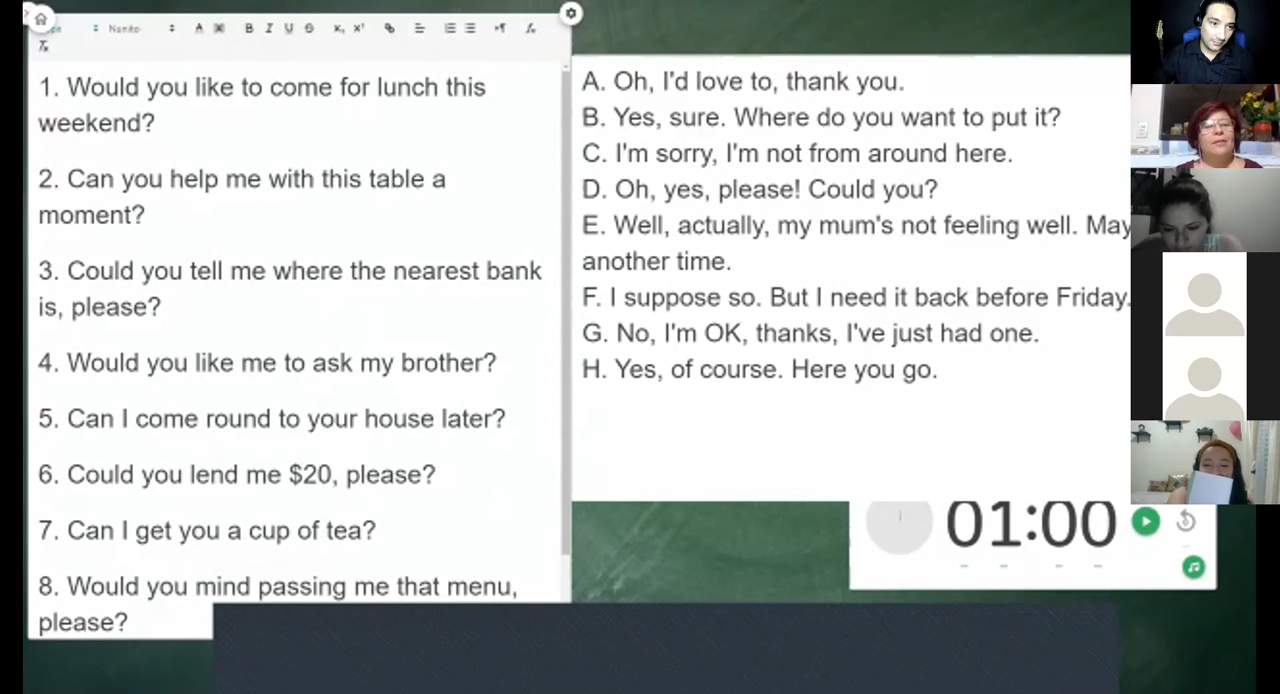 Nunito
B I U S
1. Would you like to come for lunch this
weekend?
2. Can you help me with this table a
moment?
3. Could you tell me where the nearest bank
is, please?
4. Would you like me to ask my brother?
5. Can I come round to your house later?
6. Could you lend me $20, please?
7. Can I get you a cup of tea?
8. Would you mind passing me that menu,
please?
A. Oh, I'd love to, thank you.
B. Yes, sure. Where do you want to put it?
C. I'm sorry, I'm not from around here.
D. Oh, yes, please! Could you?
E. Well, actually, my mum's not feeling well. May
another time.
F. I suppose so. But I need it back before Friday.
G. No, I'm OK, thanks, I've just had one.
H. Yes, of course. Here you go.
01:00